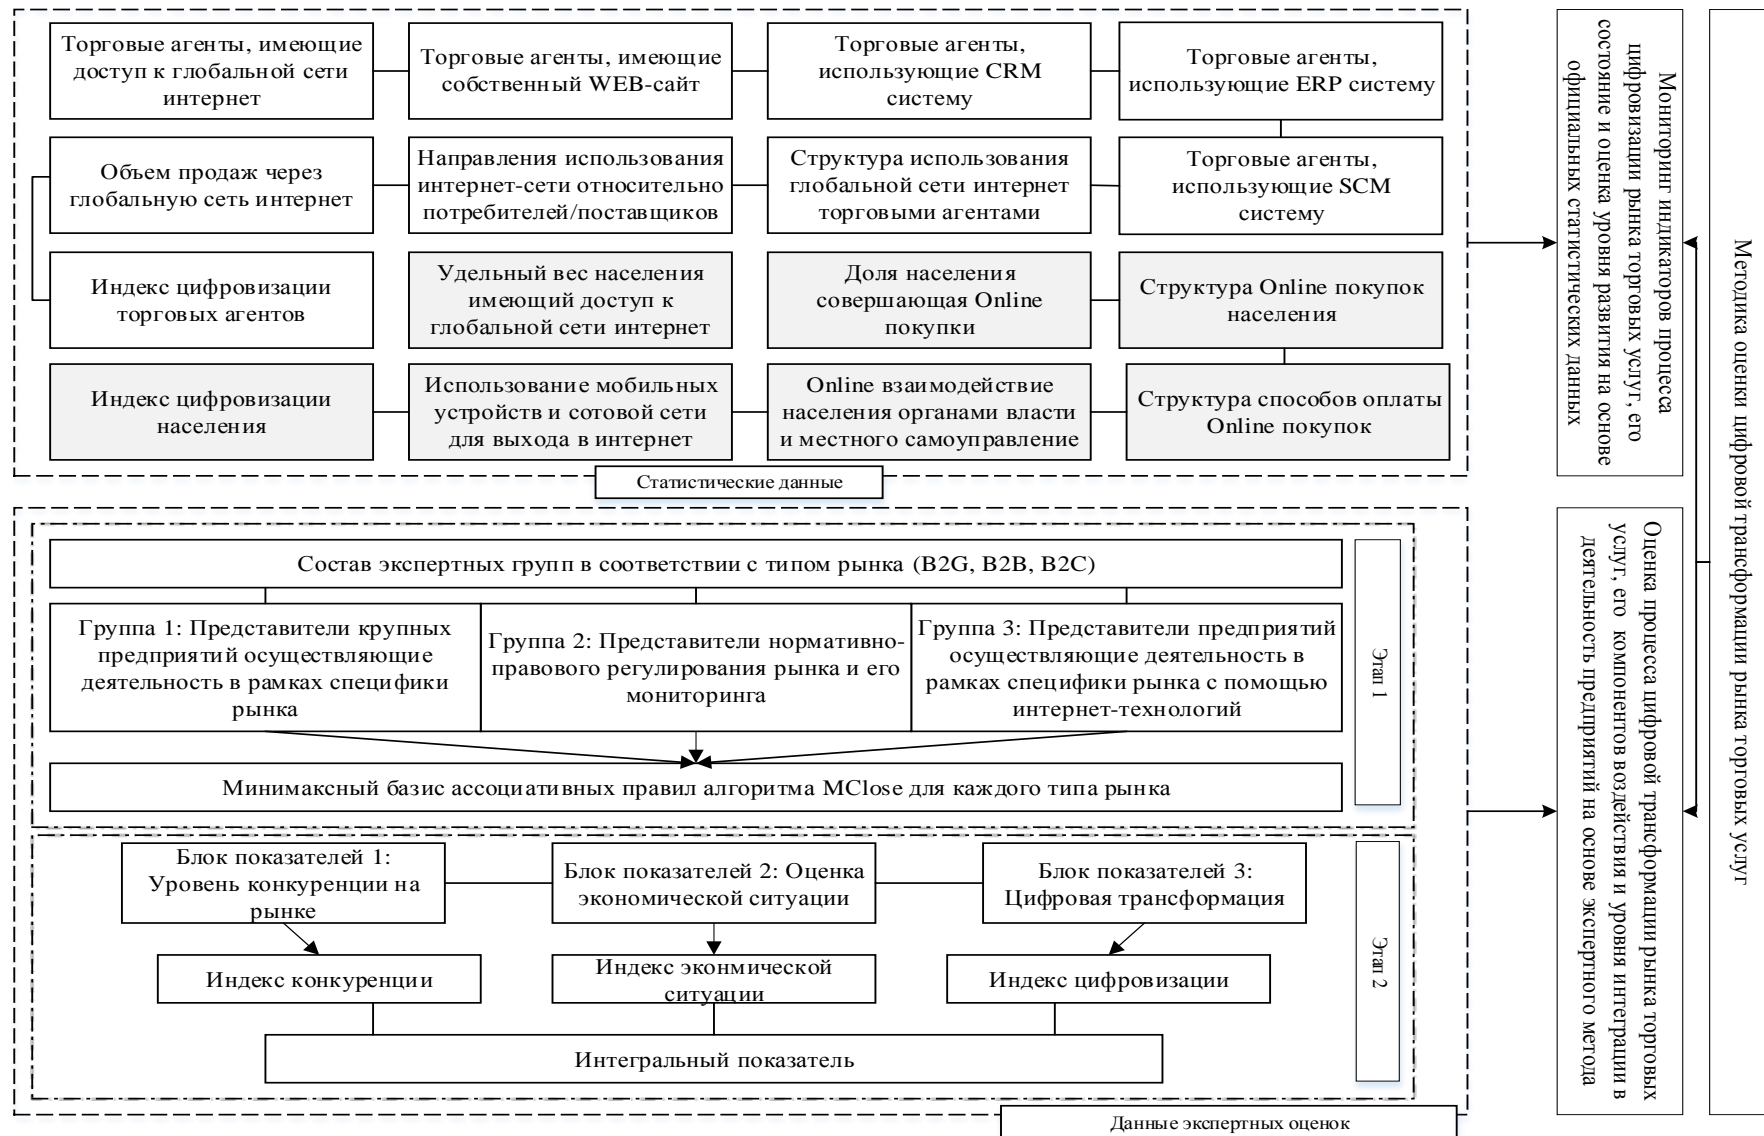 Торговые агенты, имеющие
доступ к глобальной сети
интернет
Торговые агенты, имеющие
собственный WEB-сайт
Торговые агенты,
использующие CRM
систему
Торговые агенты,
использующие ERP систему
Объем продаж через
глобальную сеть интернет
Направления использования
интернет-сети относительно
потребителей/поставщиков
Структура использования
глобальной сети интернет
торговыми агентами
Торговые агенты,
использующие SCM
систему
Индекс цифровизации
торговых агентов
Удельный вес населения
имеющий доступ к
глобальной сети интернет
Доля населения
совершающая Online
покупки
Структура Online покупок
населения
Индекс цифровизации
населения
Использование мобильных
устройств и сотовой сети
для выхода в интернет
Online взаимодействие
населения органами власти
и местного самоуправление
Структура способов оплаты
Online покупок
Статистические данные
Мониторинг индикаторов процесса
цифровизации рынка торговых услуг, его
состояние и оценка уровня развития на основе
официальных статистических данных
Методика оценки цифровой трансформации рынка торговых услуг
Состав экспертных групп в соответствии с типом рынка (B2G, B2B, B2C)
Группа 1: Представители крупных
предприятий осуществляющие
деятельность в рамках специфики
рынка
Группа 2: Представители нормативно-
правового регулирования рынка и его
мониторинга
Группа 3: Представители предприятий
осуществляющие деятельность в
рамках специфики рынка с помощью
интернет-технологий
Минимаксный базис ассоциативных правил алгоритма MClose для каждого типа рынка
Этап 1
Блок показателей 1:
Уровень конкуренции на
рынке
Блок показателей 2: Оценка
экономической ситуации
Блок показателей 3:
Цифровая трансформация
Индекс конкуренции
Индекс эконмической
ситуации
Индекс цифровизации
Интегральный показатель
Этап 2
Данные экспертных оценок
Оценка процесса цифровой трансформации рынка торговых
услуг, его компонентов воздействия и уровня интеграции в
деятельность предприятий на основе экспертного метода